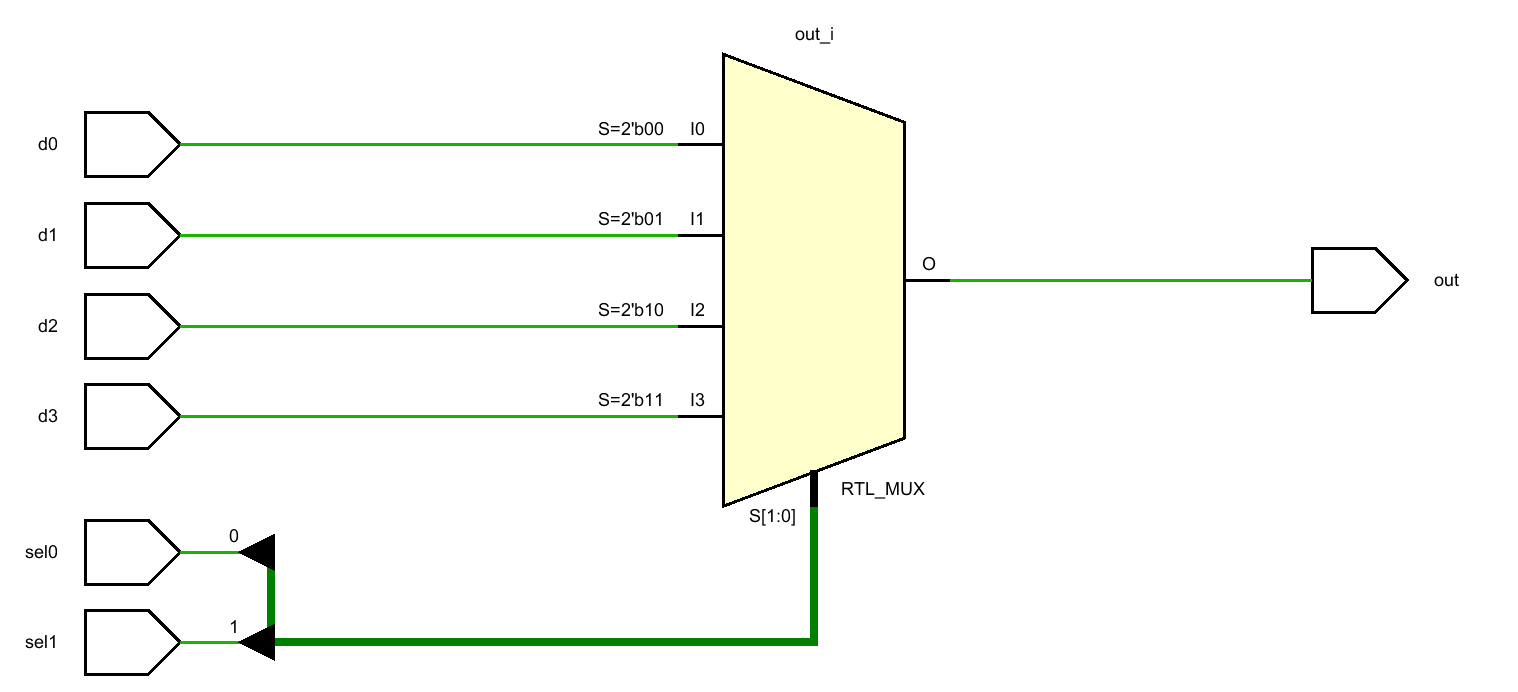 out_i
d0
S=2'b00 I0
d1
S=2'b01 I1
O
out
d2
S=2'b10 I2
d3
S=2'b11 I3
RTL_MUX
S[1:0]
sel0
0
sel1
1